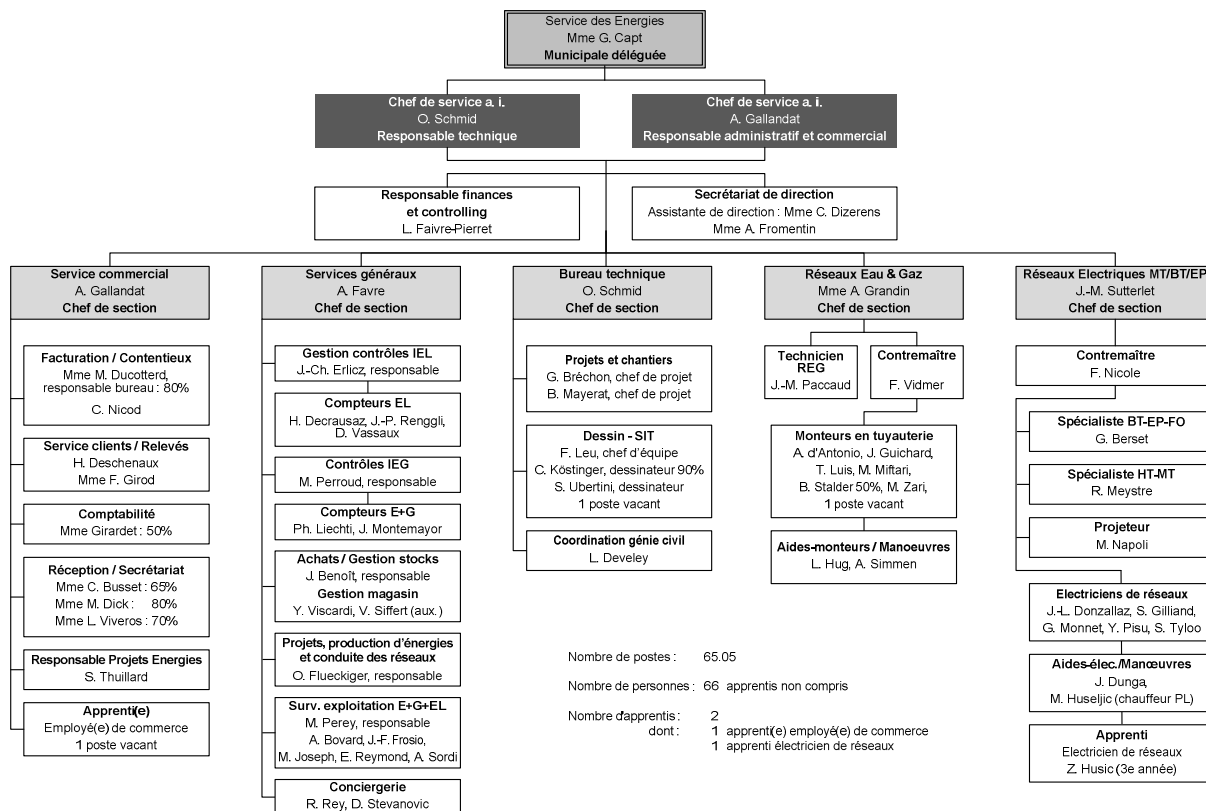 Service des Energies
Mme G. Capt
Municipale déléguée
Chef de service a. i.
O. Schmid
Responsable technique
Chef de service a. i.
A. Gallandat
Responsable administratif et commercial
Responsable finances
et controlling
L. Faivre-Pierret
Secrétariat de direction
Assistante de direction : Mme C. Dizerens
Mme A. Fromentin
Service commercial
A. Gallandat
Chef de section
Facturation / Contentieux
Mme M. Ducotterd,
responsable bureau : 80%
C. Nicod
Service clients / Relevés
H. Deschenaux
Mme F. Girod
Comptabilité
Mme Girardet : 50%
Réception / Secrétariat
Mme C. Busset : 65%
Mme M. Dick : 80%
Mme L. Viveros : 70%
Responsable Projets Energies
S. Thuillard
Apprenti(e)
Employé(e) de commerce
1 poste vacant
Services généraux
A. Favre
Chef de section
Gestion contrôles IEL
J.-Ch. Erlicz, responsable
Compteurs EL
H. Decrausaz, J.-P. Renggli,
D. Vassaux
Contrôles IEG
M. Perroud, responsable
Compteurs E+G
Ph. Liechti, J. Montemayor
Achats / Gestion stocks
J. Benoît, responsable
Gestion magasin
Y. Viscardi, V. Siffert (aux.)
Projets, production d'énergies
et conduite des réseaux
O. Flueckiger, responsable
Surv. exploitation E+G+EL
M. Perey, responsable
A. Bovard, J.-F. Frosio,
M. Joseph, E. Reymond, A. Sordi
Conciergerie
R. Rey, D. Stevanovic
Bureau technique
O. Schmid
Chef de section
Projets et chantiers
G. Bréchon, chef de projet
B. Mayerat, chef de projet
Dessin - SIT
F. Leu, chef d'équipe
C. Köstinger, dessinateur 90%
S. Ubertini, dessinateur
1 poste vacant
Coordination génie civil
L. Develey
Réseaux Eau & Gaz
Mme A. Grandin
Chef de section
Technicien
REG
J.-M. Paccaud
Contremaître
F. Vidmer
Monteurs en tuyauterie
A. d'Antonio, J. Guichard,
T. Luis, M. Miftari,
B. Stalder 50%, M. Zari,
1 poste vacant
Aides-monteurs / Manoeuvres
L. Hug, A. Simmen
Réseaux Electriques MT/BT/EP
J.-M. Sutterlet
Chef de section
Contremaître
F. Nicole
Spécialiste BT-EP-FO
G. Berset
Spécialiste HT-MT
R. Meystre
Projeteur
M. Napoli
Electriciens de réseaux
J.-L. Donzallaz, S. Gilliand,
G. Monnet, Y. Pisu, S. Tyloo
Aides-élec./Manœuvres
J. Dunga,
M. Huseljic (chauffeur PL)
Apprenti
Electricien de réseaux
Z. Husic (3e année)
Nombre de postes : 65.05
Nombre de personnes : 66 apprentis non compris
Nombre d'apprentis : 2
dont : 1 apprenti(e) employé(e) de commerce
1 apprenti électricien de réseaux